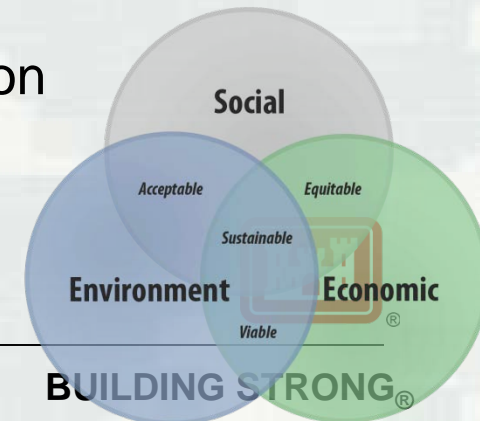 on
Social
Acceptable Equitable
Sustainable
Environment Economic
®
Viable
BUILDING STRONG®